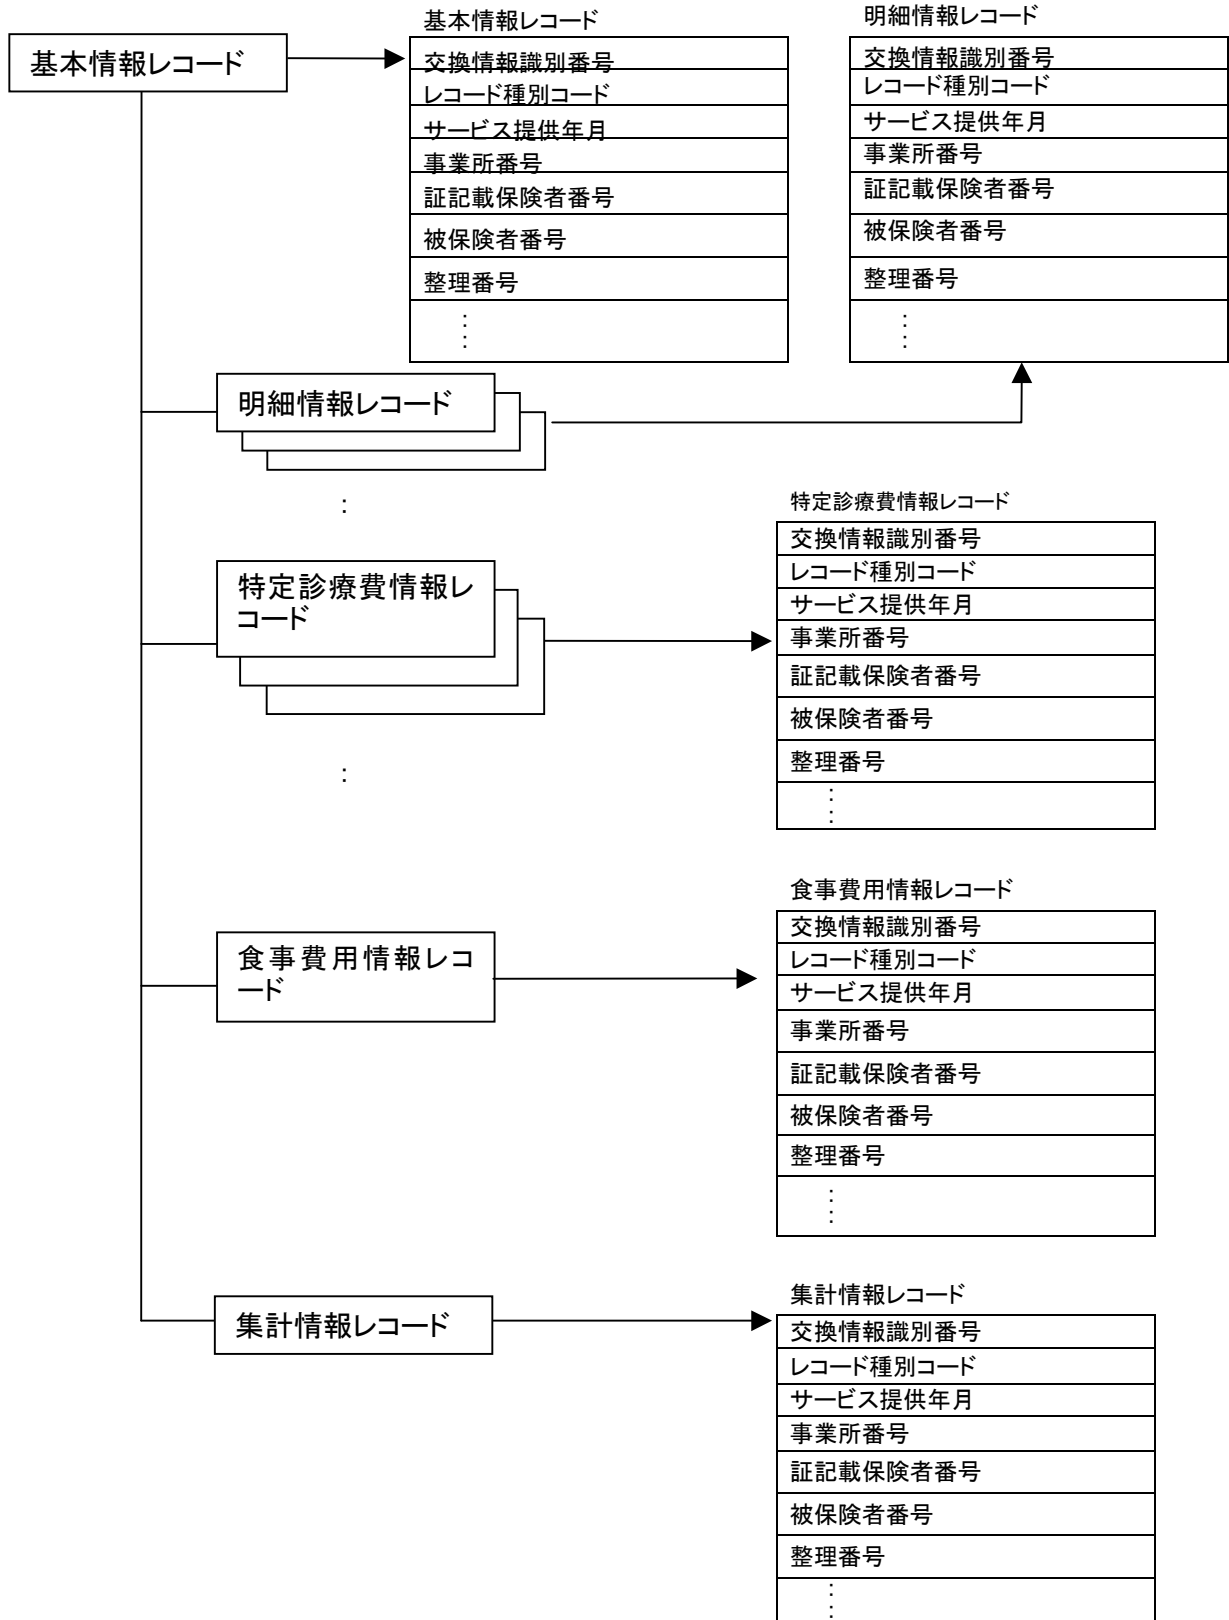 基本情報レコード
基本情報レコード
交換情報識別番号
レコード種別コード
サービス提供年月
事業所番号
証記載保険者番号
被保険者番号
整理番号
:
:
明細情報レコード
交換情報識別番号
レコード種別コード
サービス提供年月
事業所番号
証記載保険者番号
被保険者番号
整理番号
:
:
明細情報レコード
:
特定診療費情報レ
コード
:
特定診療費情報レコード
交換情報識別番号
レコード種別コード
サービス提供年月
事業所番号
証記載保険者番号
被保険者番号
整理番号
:
:
食事費用情報レコ
ード
食事費用情報レコード
交換情報識別番号
レコード種別コード
サービス提供年月
事業所番号
証記載保険者番号
被保険者番号
整理番号
:
:
集計情報レコード
集計情報レコード
交換情報識別番号
レコード種別コード
サービス提供年月
事業所番号
証記載保険者番号
被保険者番号
整理番号
:
: